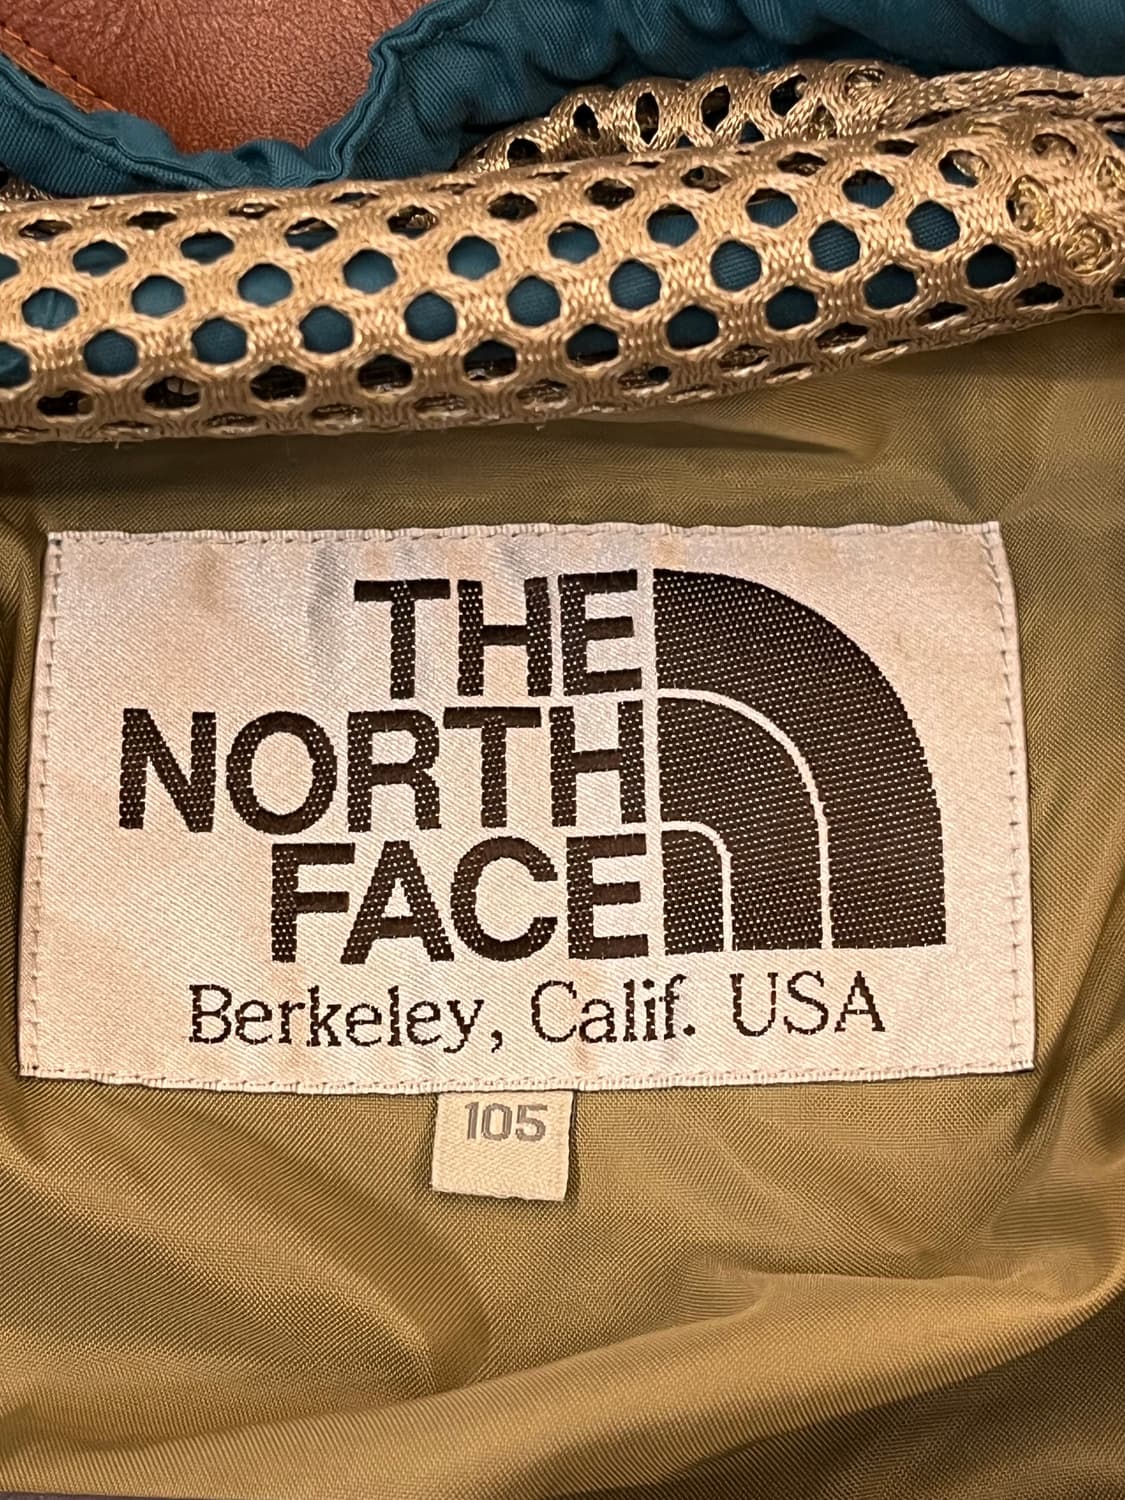 THE
NORTH
FACE
Berkeley, Calif. USA
105